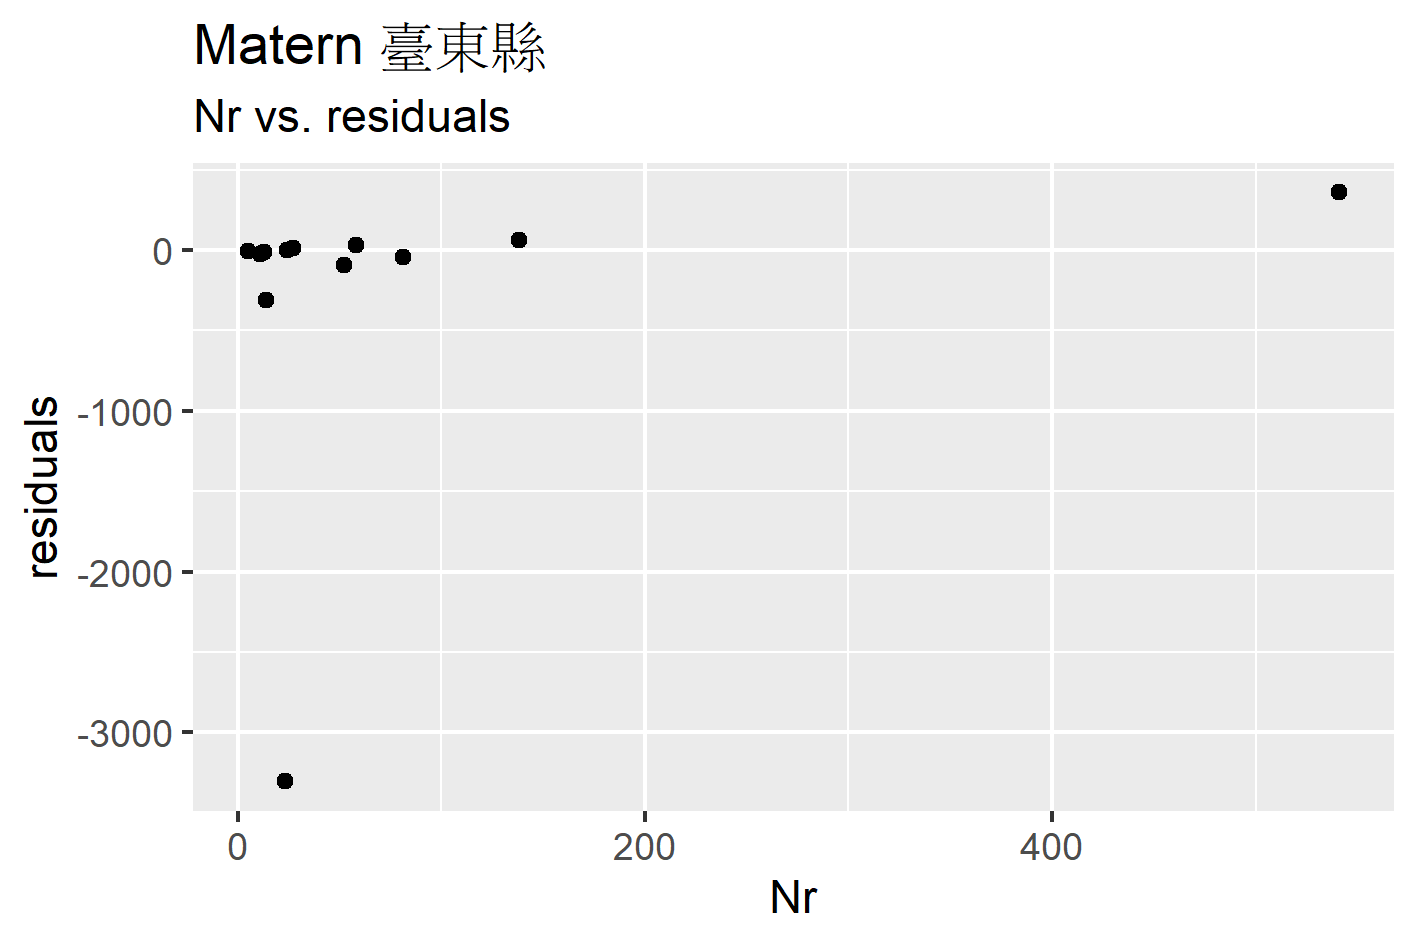 Matern 臺東縣
Nr vs. residuals
residuals
0
-1000
-2000
-3000
0 200 400
Nr